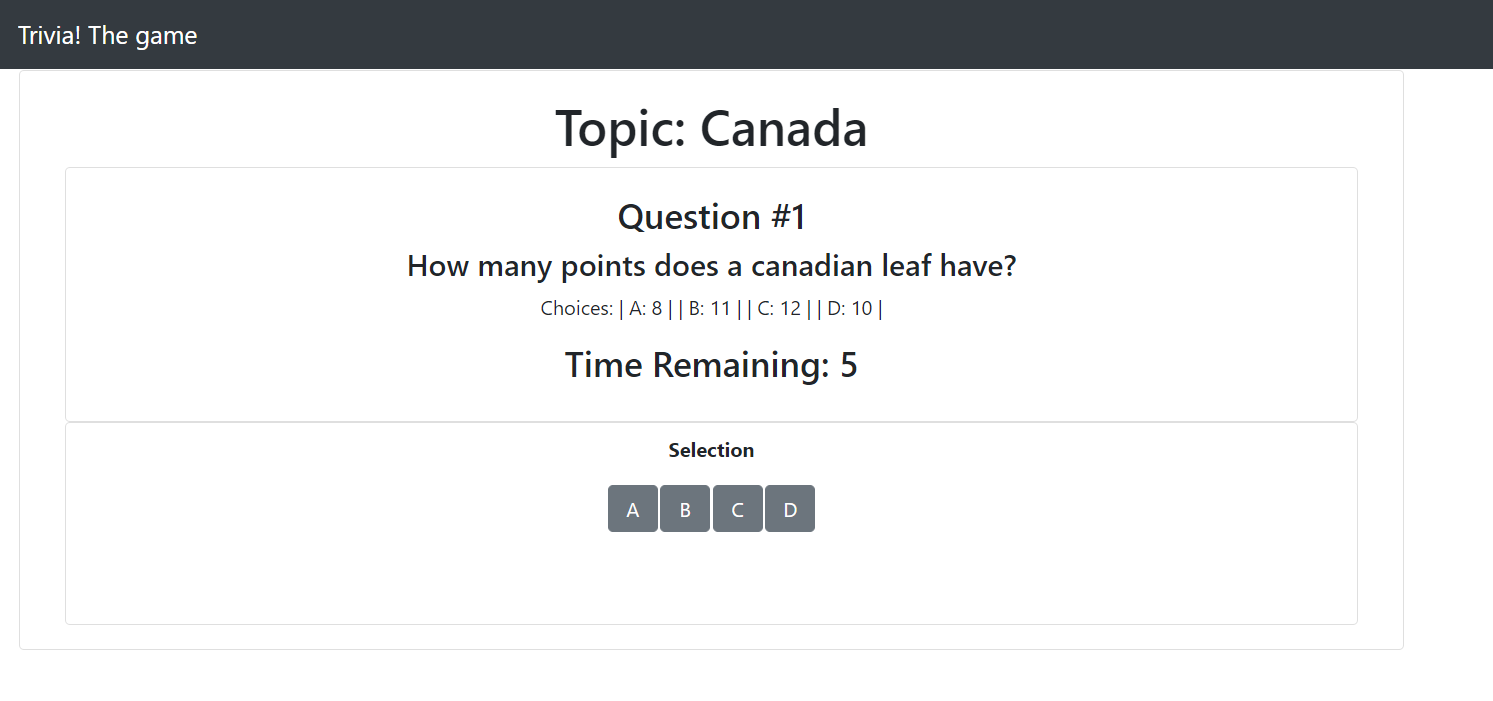 Trivia! The game
Topic: Canada
Question #1
How many points does a canadian leaf have?
Choices: | A: 8 | | B: 11 | | C: 12 | | D: 10 |
Time Remaining: 5
Selection
A B C D